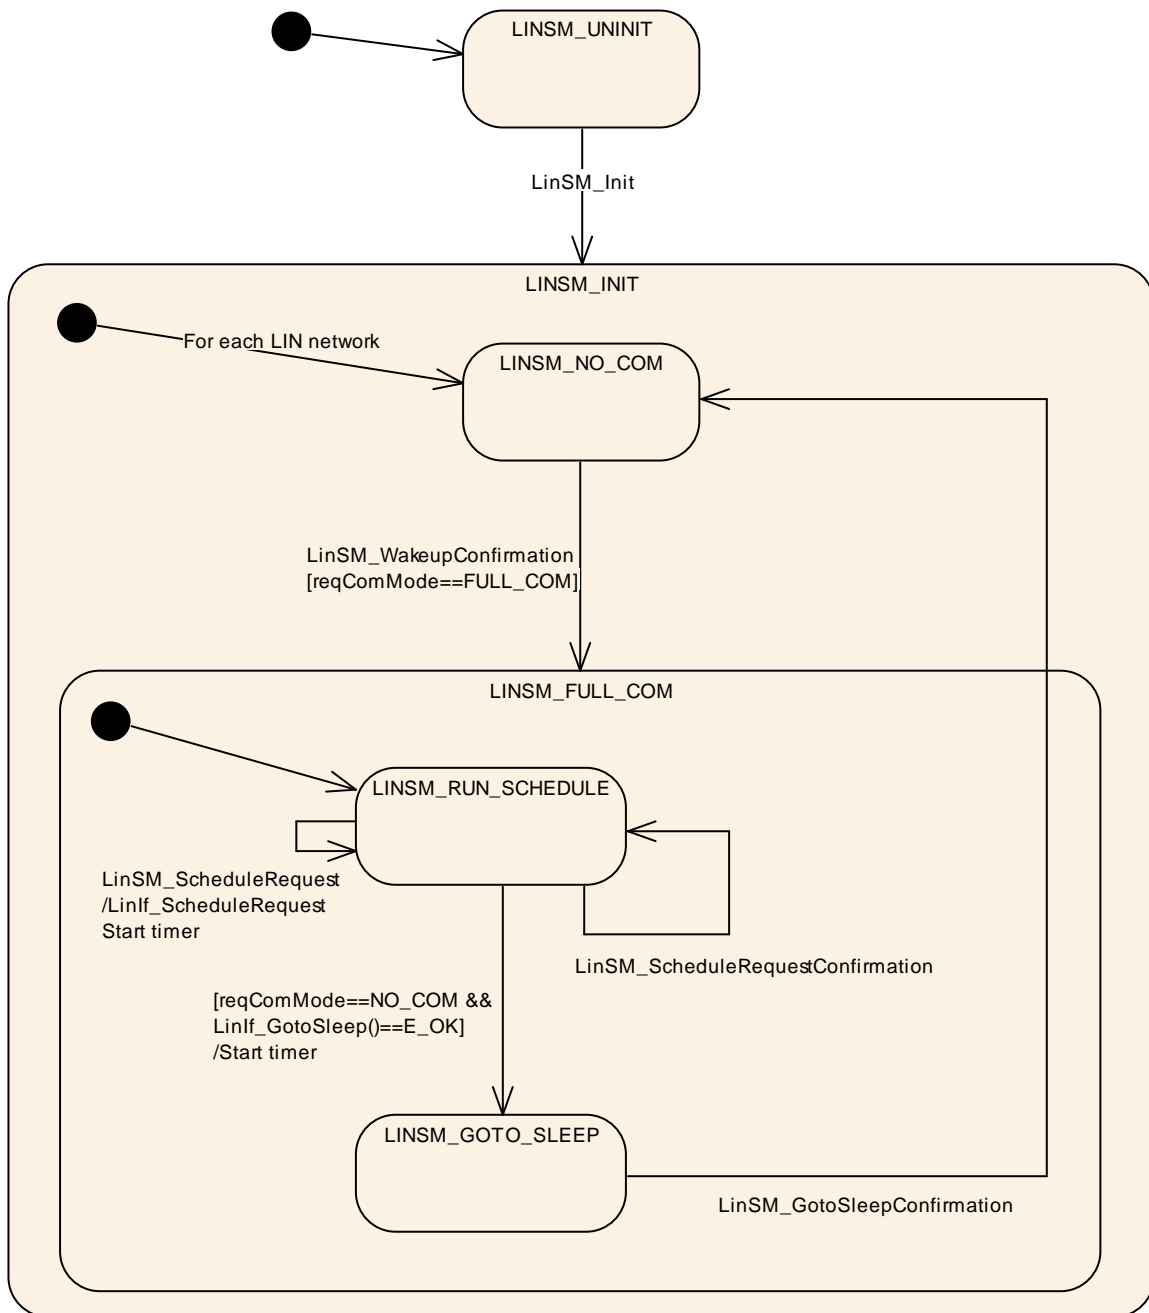 LINSM_UNINIT
LinSM_Init
LINSM_INIT
For each LIN network
LINSM_NO_COM
LinSM_WakeupConfirmation
[reqComMode==FULL_COM]
LINSM_FULL_COM
LINSM_RUN_SCHEDULE
LinSM_ScheduleRequest
/LinIf_ScheduleRequest
Start timer
LinSM_ScheduleRequestConfirmation
[reqComMode==NO_COM &&
LinIf_GotoSleep()==E_OK]
/Start timer
LINSM_GOTO_SLEEP
LinSM_GotoSleepConfirmation